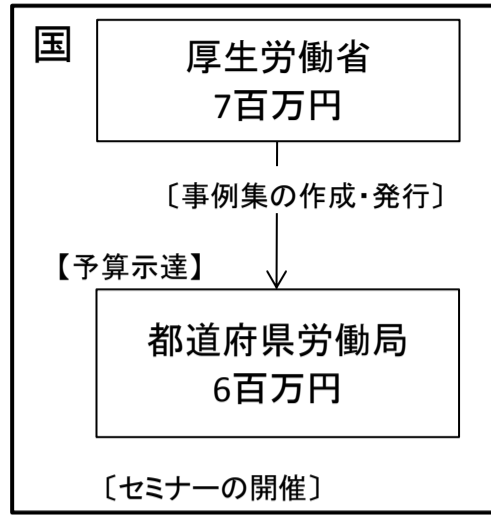 国
厚生労働省
7百万円
〔事例集の作成・発行〕
【予算示達】
都道府県労働局
6百万円
〔セミナーの開催〕